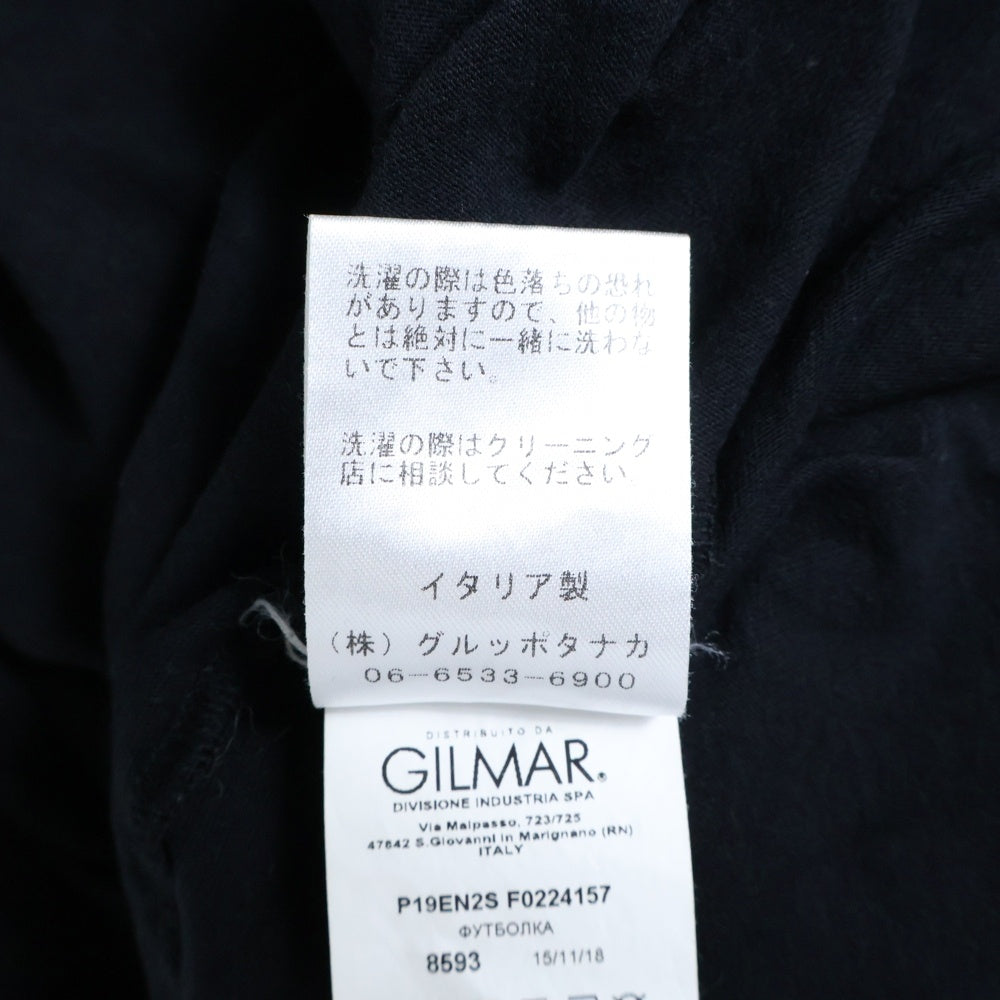 洗濯の際は色落ちの恐れ
がありますので、他の物
とは絶対に一緒に洗わな
いで下さい。
洗濯の際はクリーニング
店に相談してください.
イタリア製
（株）グルッポタナカ
06-6533-6900
DISTRIBUITO DA
GILMAR®
DIVISIONE INDUSTRIA SPA
Via Malpasso, 723/725
47842 S.Giovanni in Marignano (RN)
ITALY
P19EN2S F0224157
ФУТБОЛКА
8593 15/11/18